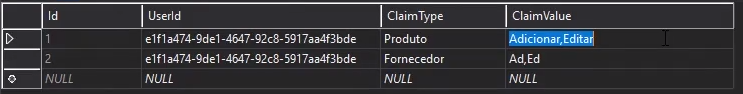 Id UserId ClaimType ClaimValue
1 e1f1a474-9de1-4647-92c8-5917aa4f3bde Produto Adicionar,Editar
2 e1f1a474-9de1-4647-92c8-5917aa4f3bde Fornecedor Ad,Ed
NULL NULL NULL NULL